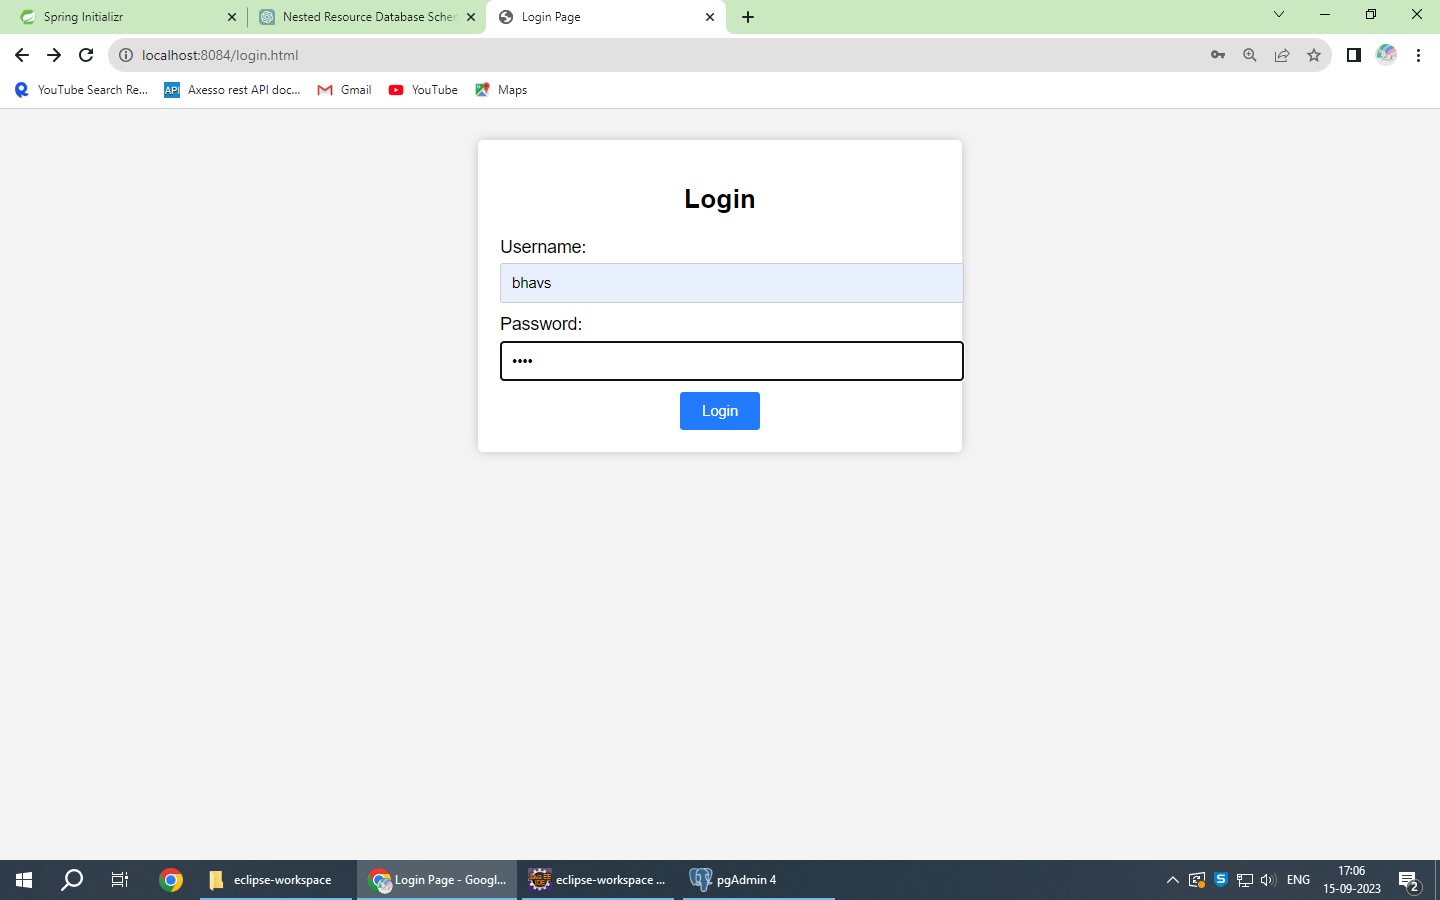 Spring Initializr
Nested Resource Database Schem
Login Page
localhost:8084/login.html
YouTube Search Re...
API
Axesso rest API doc...
Gmail
YouTube
Maps
Login
Username:
bhavs
Password:
••••
Login
eclipse-workspace
Login Page - Googl...
eclipse-workspace ...
pgAdmin 4
ENG
17:06
15-09-2023
2